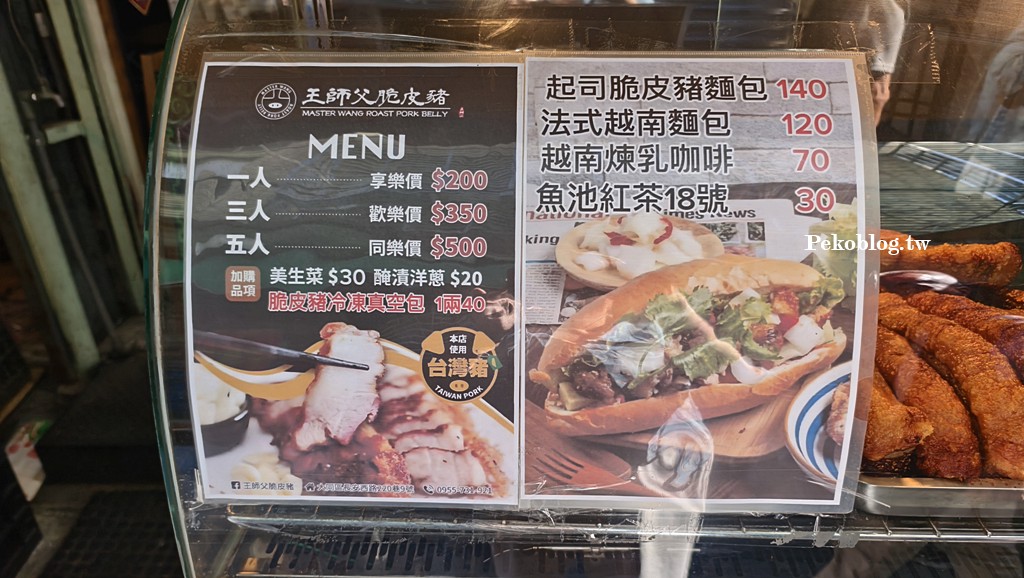 王師父脆皮豬
MASTER WANG ROAST PORK BELLY
MENU
一人 享樂價 $200
三人 歡樂價 $350
五人 同樂價 $500
加購品項 美生菜 $30 醃漬洋蔥 $20
脆皮豬冷凍真空包 1兩40
本店
使用
台灣豬
TAIWAN PORK
王師父脆皮豬
0955-731-921
起司脆皮豬麵包 140
法式越南麵包 120
越南煉乳咖啡 70
魚池紅茶18號 30
king
Pekoblog.tw